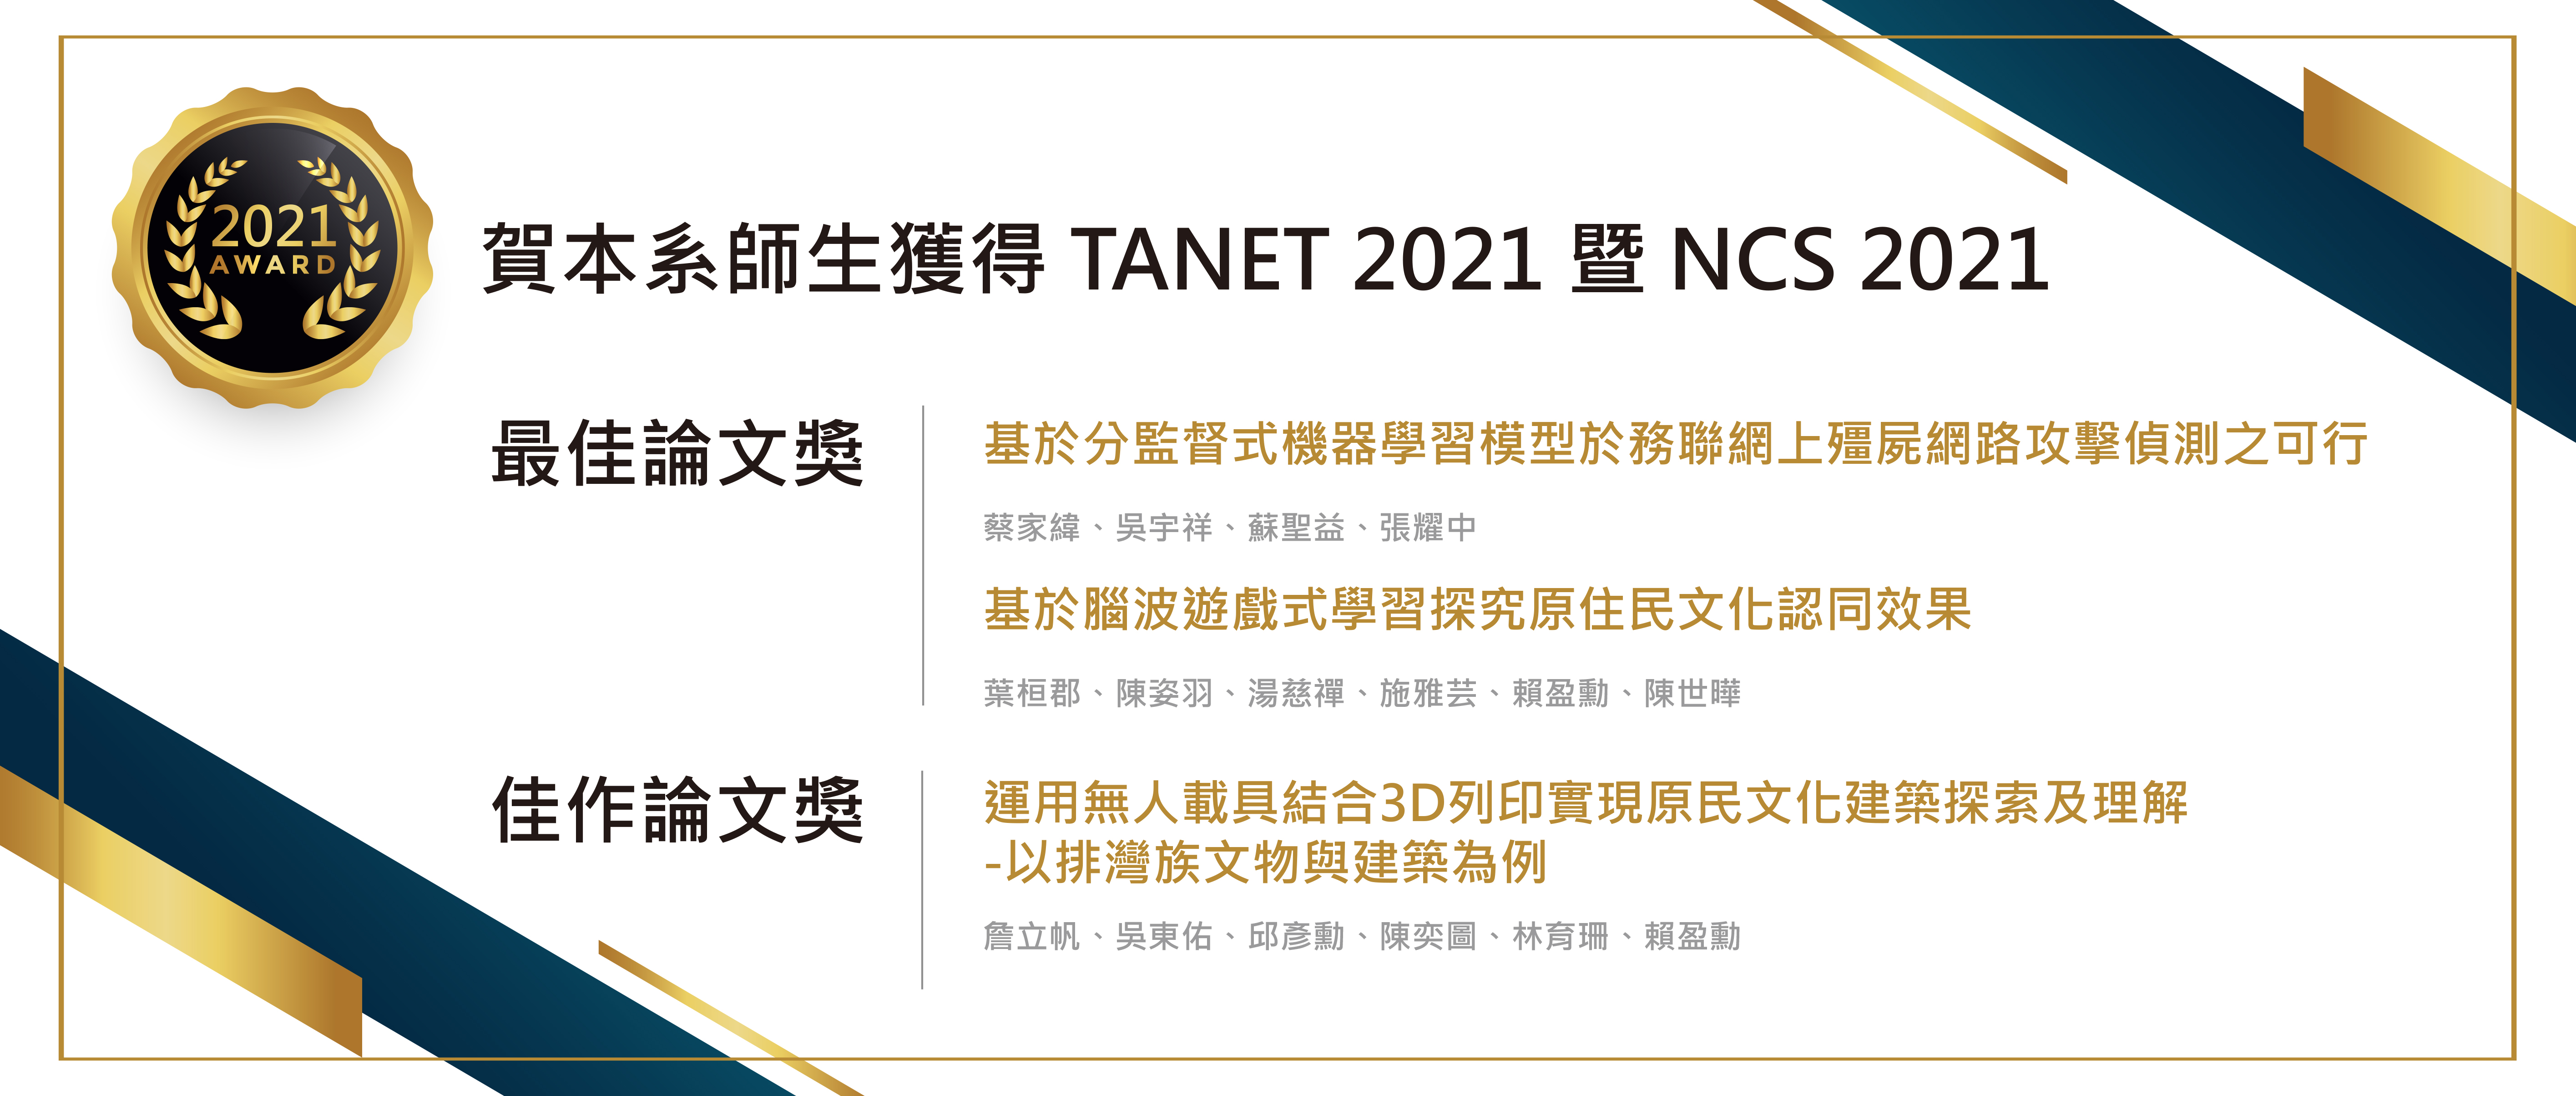 2021
AWARD
賀本系師生獲得 TANET 2021 暨 NCS 2021
最佳論文獎
基於分監督式機器學習模型於務聯網上殭屍網路攻擊偵測之可行
蔡家緯、吳宇祥、蘇聖益、張耀中
基於腦波遊戲式學習探究原住民文化認同效果
葉桓郡、陳姿羽、湯慈禪、施雅芸、賴盈勳、陳世曄
佳作論文獎
運用無人載具結合3D列印實現原民文化建築探索及理解
-以排灣族文物與建築為例
詹立帆、吳東佑、邱彥勳、陳奕圖、林育珊、賴盈勳